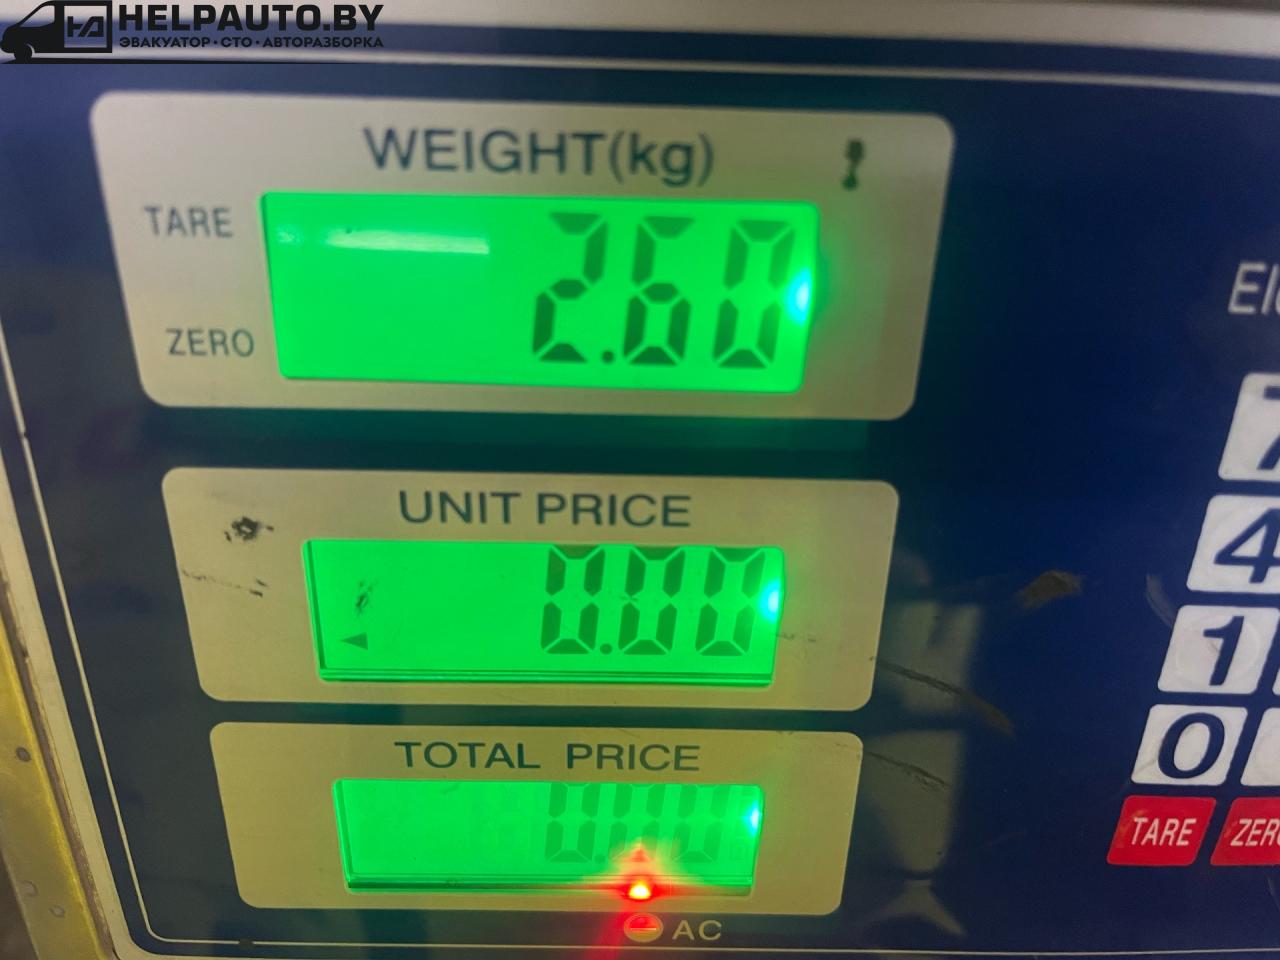 HELPAUTO.BY
ЭВАКУАТОР·СТО·АВТОРАЗБОРКА
WEIGHT(kg)
TARE
2.60
ZERO
UNIT PRICE
0.00
TOTAL PRICE
0.00
AC
7
4
1
0
TARE